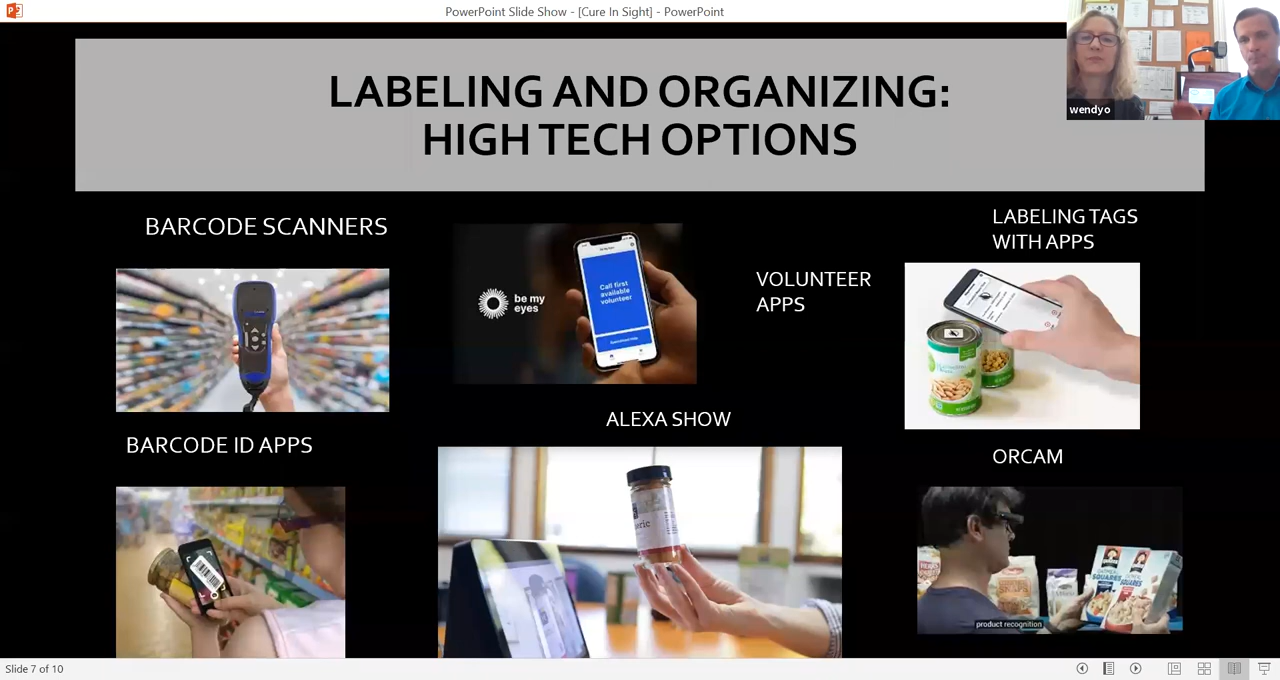 PowerPoint Slide Show - [Cure In Sight] - PowerPoint
wendyo
LABELING AND ORGANIZING:
HIGH TECH OPTIONS
BARCODE SCANNERS
be my
eyes
Call first
available
volunteer
VOLUNTEER
APPS
LABELING TAGS
WITH APPS
BARCODE ID APPS
ALEXA SHOW
ORCAM
SQUARES
SQUARES
product recognition
Slide 7 of 10